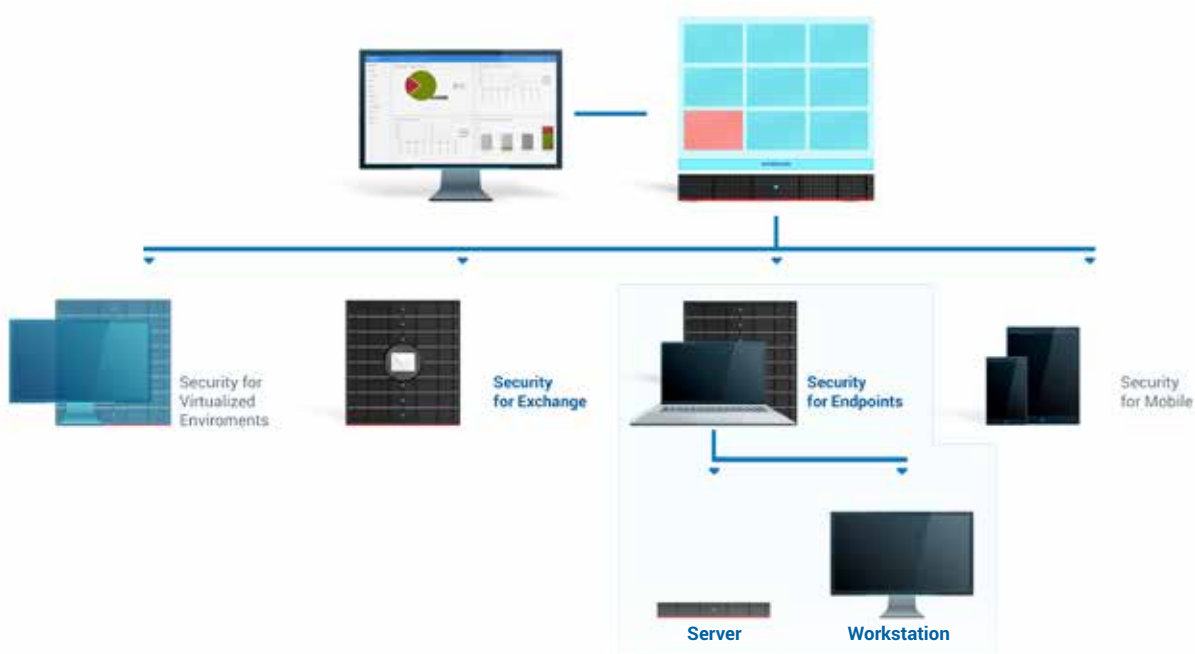 Security for
Virtualized
Enviroments
Security
for Exchange
Security
for Endpoints
Security
for Mobile
Server
Workstation